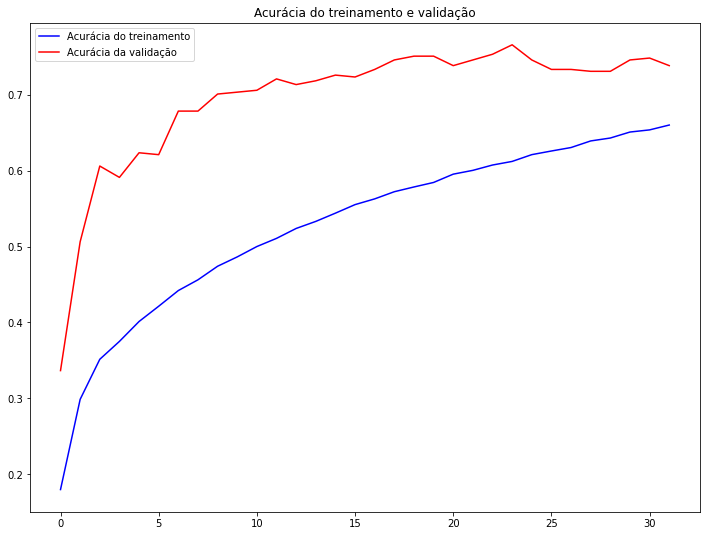 Acurácia do treinamento e validação
Acurácia do treinamento
Acurácia da validação
0.7
0.6
0.5
0.4
0.3
0.2
0 5 10 15 20 25 30